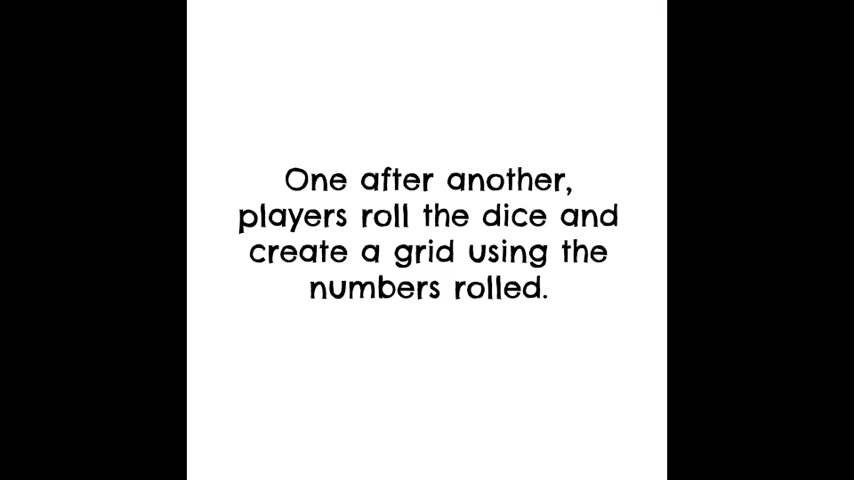 One after another,
players roll the dice and
create a grid using the
numbers rolled.